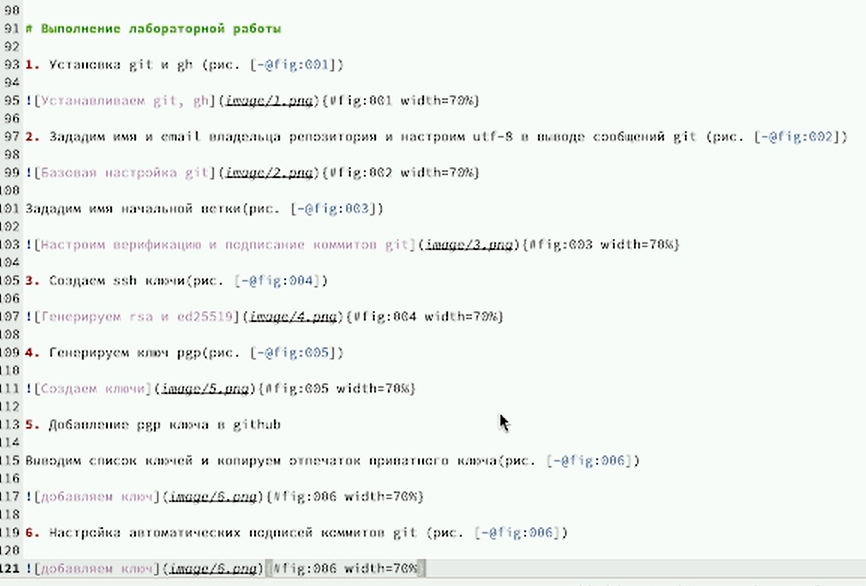 90
91 # Выполнение лабораторной работы
92
93 1. Установка git и gh (рис. [-@fig:001])
94
95 ![Устанавливаем git, gh](image/1.png){#fig:001 width=70%}
96
97 2. Зададим имя и email владельца репозитория и настроим utf-8 в выводе сообщений git (рис. [-@fig:002])
98
99 ![Базовая настройка git](image/2.png){#fig:002 width=70%}
100
101 Зададим имя начальной ветки(рис. [-@fig:003])
102
103 ![Настроим верификацию и подписание коммитов git](image/3.png){#fig:003 width=70%}
104
105 3. Создаем ssh ключи(рис. [-@fig:004])
106
107 ![Генерируем rsa и ed25519](image/4.png){#fig:004 width=70%}
108
109 4. Генерируем ключ pgp(рис. [-@fig:005])
110
111 ![Создаем ключи](image/5.png){#fig:005 width=70%}
112
113 5. Добавление pgp ключа в github
114
115 Выводим список ключей и копируем отпечаток приватного ключа(рис. [-@fig:006])
116
117 ![добавляем ключ](image/6.png){#fig:006 width=70%}
118
119 6. Настройка автоматических подписей коммитов git (рис. [-@fig:006])
120
121 ![добавляем ключ](image/6.png){#fig:006 width=70%}